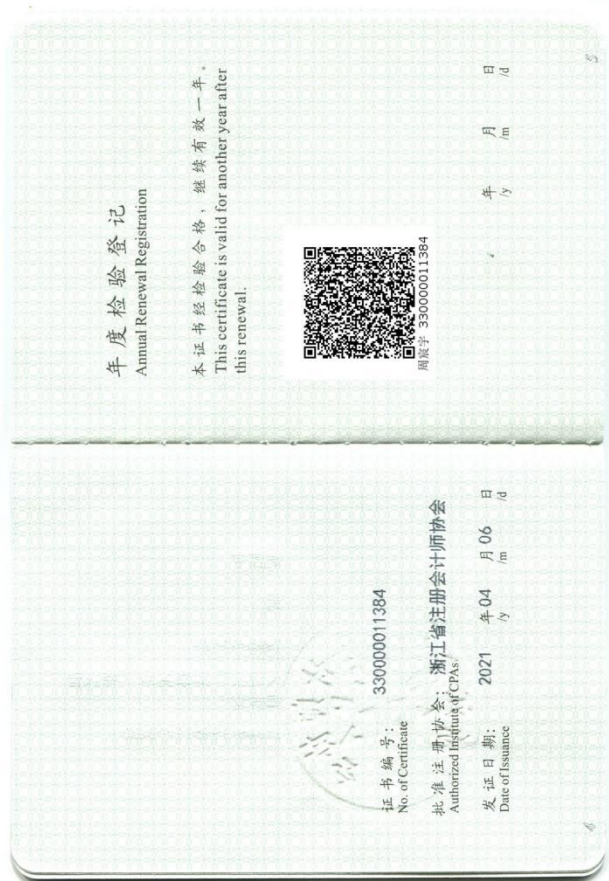 证书编号： 330000011384
No. of Certificate
批准注册协会： 浙江省注册会计师协会
Authorized Institute of CPAs
发证日期： 2021 年 04 月 06 日
Date of Issuance /y /m /d
年度检验登记
Annual Renewal Registration
本证书经检验合格，继续有效一年。
This certificate is valid for another year after
this renewal.
周宸宇 330000011384
年 月 日
/y /m /d
5